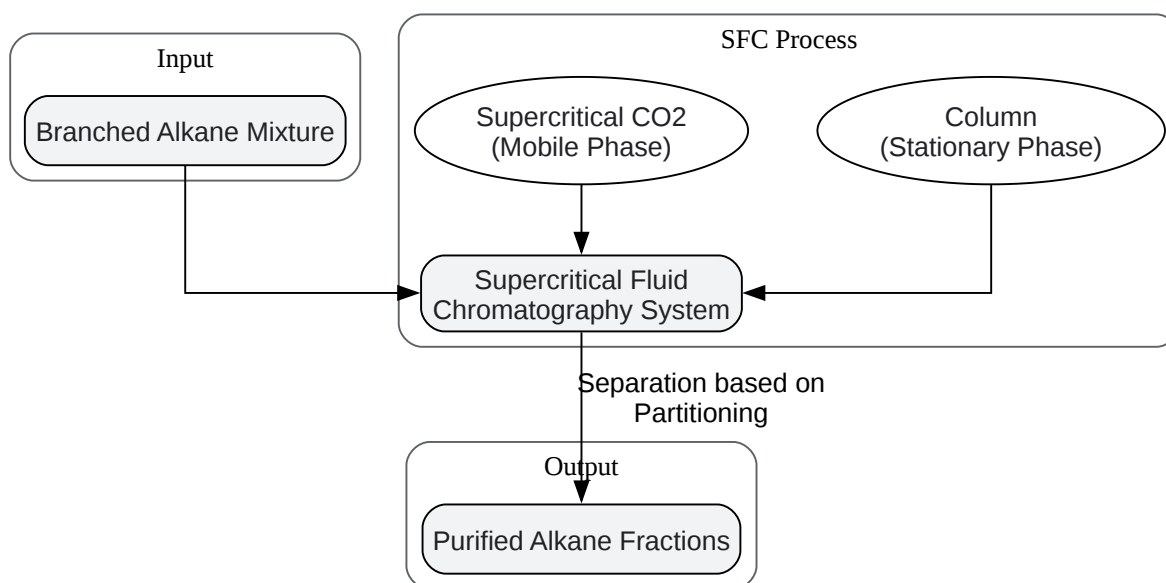 Input
Branched Alkane Mixture
SFC Process
Supercritical CO2
(Mobile Phase)
Column
(Stationary Phase)
Supercritical Fluid
Chromatography System
Separation based on
Partitioning
Output
Purified Alkane Fractions